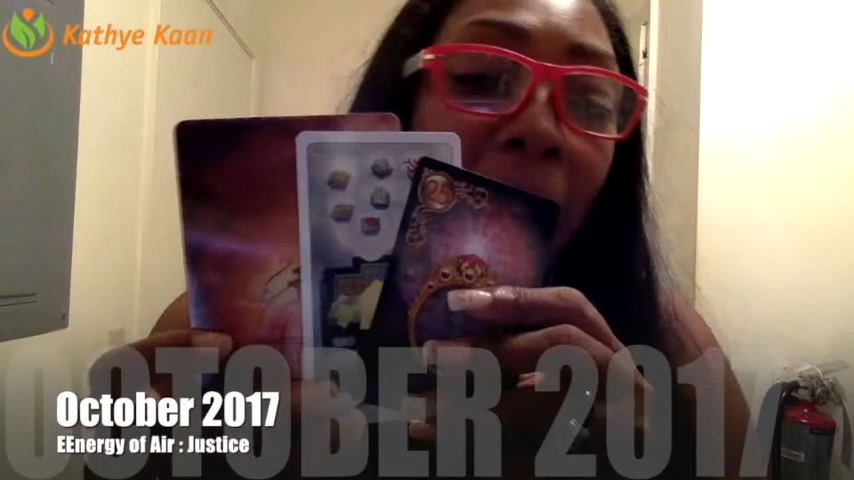 Kathye Kaan
25
OCTOBER 2017
October 2017
EEnergy of Air : Justice